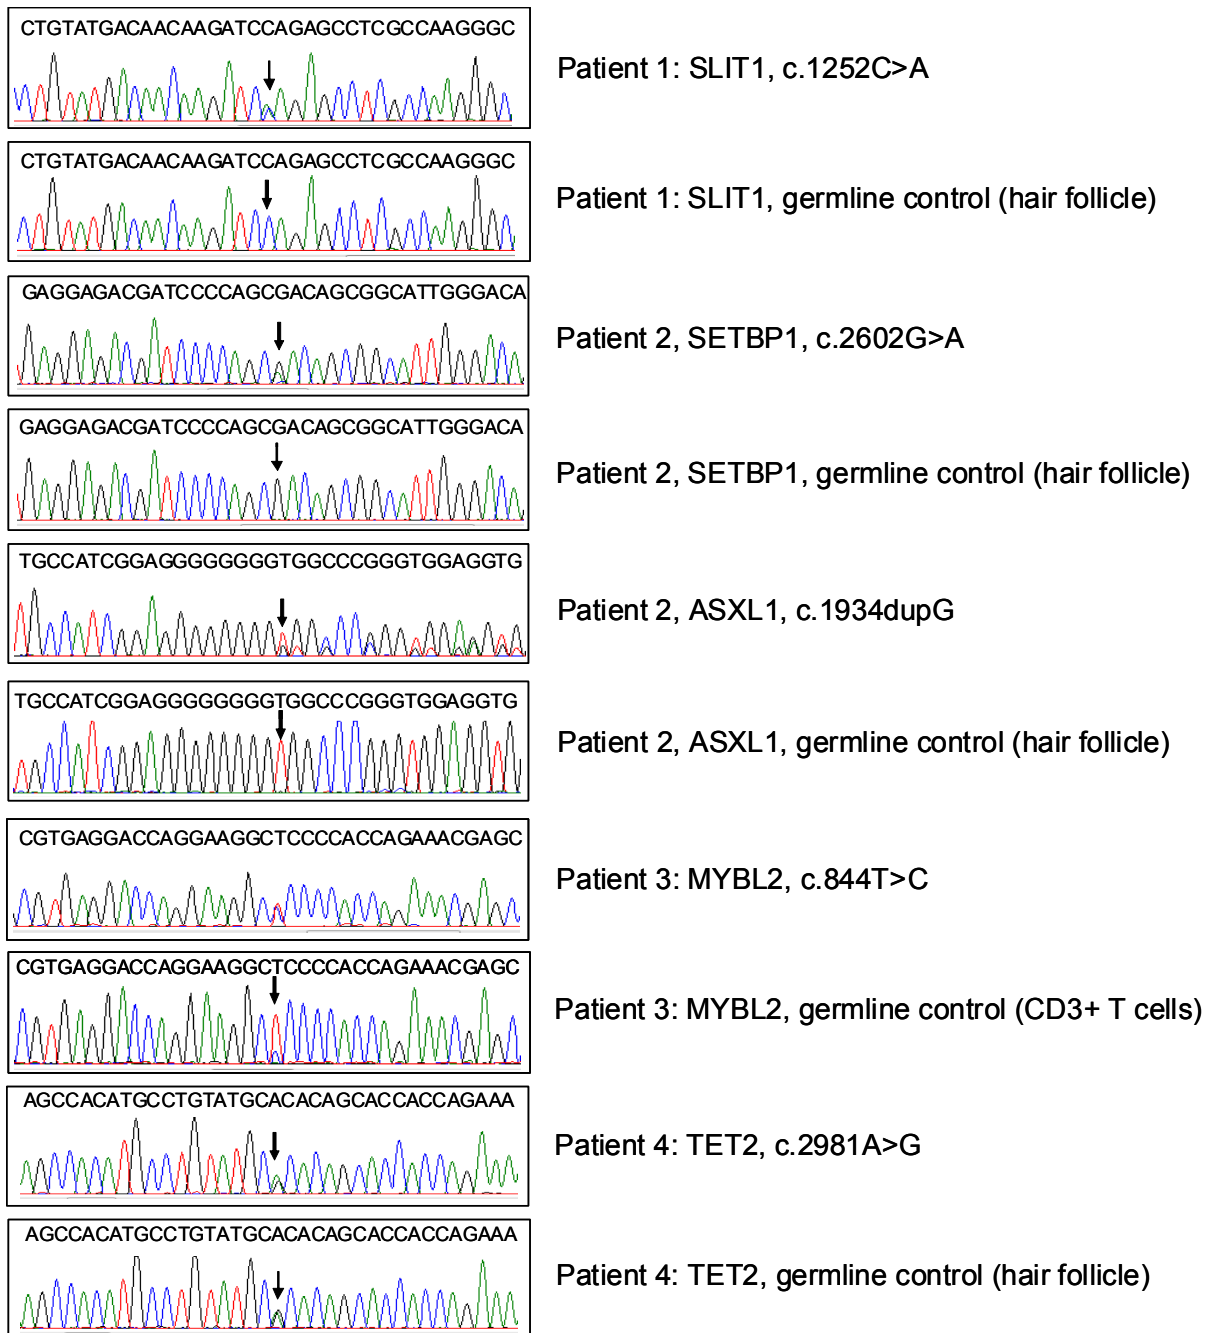 CTGTATGACAACAAGATCCAGAGCCTCGCCAAGGGC
Patient 1: SLIT1, c.1252C>A
CTGTATGACAACAAGATCCAGAGCCTCGCCAAGGGC
Patient 1: SLIT1, germline control (hair follicle)
GAGGAGACGATCCCCAGCGACAGCGGCATTGGGACA
Patient 2, SETBP1, c.2602G>A
GAGGAGACGATCCCCAGCGACAGCGGCATTGGGACA
Patient 2, SETBP1, germline control (hair follicle)
TGCCATCGGAGGGGGGGGTGGCCCGGGTGGAGGTG
Patient 2, ASXL1, c.1934dupG
TGCCATCGGAGGGGGGGGTGGCCCGGGTGGAGGTG
Patient 2, ASXL1, germline control (hair follicle)
CGTGAGGACCAGGAAGGCTCCCCACCAGAAACGAGC
Patient 3: MYBL2, c.844T>C
CGTGAGGACCAGGAAGGCTCCCCACCAGAAACGAGC
Patient 3: MYBL2, germline control (CD3+ T cells)
AGCCACATGCCTGTATGCACACAGCACCACCAGAAA
Patient 4: TET2, c.2981A>G
AGCCACATGCCTGTATGCACACAGCACCACCAGAAA
Patient 4: TET2, germline control (hair follicle)